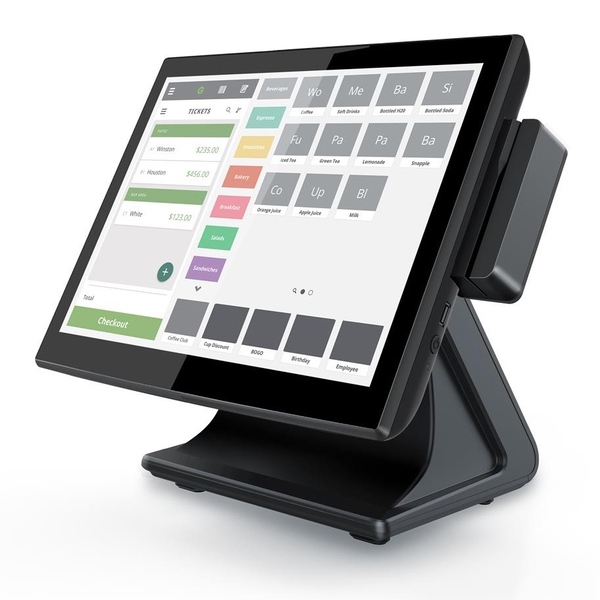 Beverages
TICKETS
Winston
$235.00
Houston
$456.00
White
$123.00
Total
Checkout
Espresso
Smoothies
Bakery
Breakfast
Salads
Sandwiches
Wo Me Ba Si
Coffee Soft Drinks Bottled H20 Bottled Soda
Fu Pa Pa Ba
Iced Tea Green Tea Lemonade Snapple
Co Up Bl
Orange Juice Apple Juice Milk
Coffee Club Cup Discount BOGO Birthday Employee